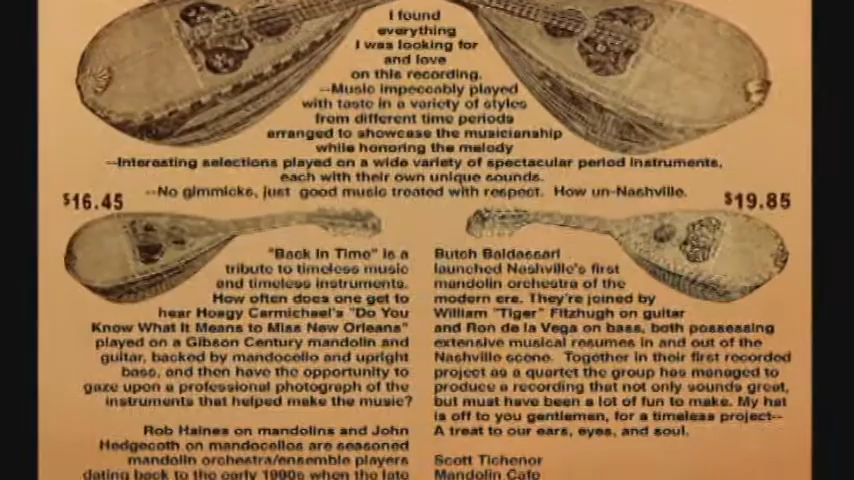 I found
everything
I was looking for
and love
on this recording.
--Music impeccably played
with taste in a variety of styles
from different time periods
arranged to showcase the musicianship
while honoring the melody
--Interesting selections played on a wide variety of spectacular period instruments,
each with their own unique sounds.
--No gimmicks, just good music treated with respect. How un-Nashville.
$16.45
$19.85
"Back In Time" is a
tribute to timeless music
and timeless instruments.
How often does one get to
hear Hoagy Carmichael's "Do You
Know What It Means to Miss New Orleans"
played on a Gibson Century mandolin and
guitar, backed by mandocello and upright
bass, and then have the opportunity to
gaze upon a professional photograph of the
instruments that helped make the music?
Rob Haines on mandolins and John
Hedgecoth on mandocellos are seasoned
mandolin orchestra/ensemble players
dating back to the early 1990s when the late
Butch Baldassari
launched Nashville's first
mandolin orchestra of the
modern era. They're joined by
William "Tiger" Fitzhugh on guitar
and Ron de la Vega on bass, both possessing
extensive musical resumes in and out of the
Nashville scene. Together in their first recorded
project as a quartet the group has managed to
produce a recording that not only sounds great,
but must have been a lot of fun to make. My hat
is off to you gentlemen, for a timeless project--
A treat to our ears, eyes, and soul.
Scott Tichenor
Mandolin Cafe